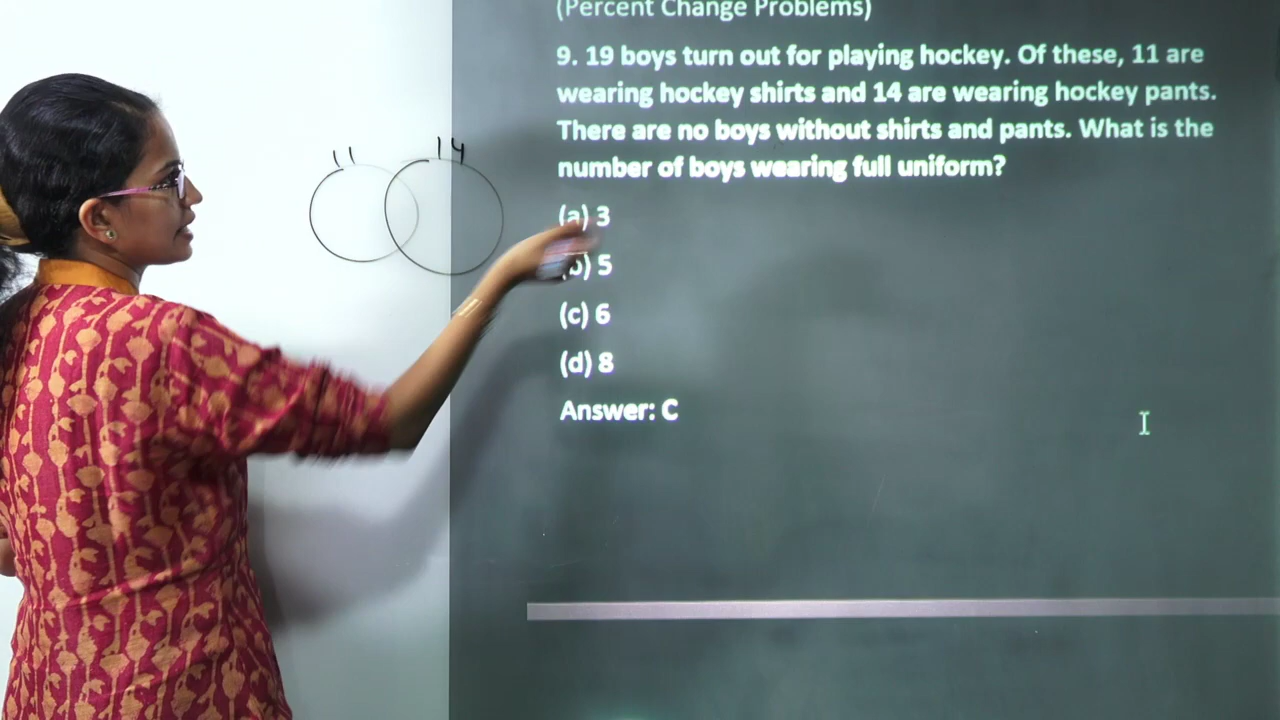 (Percent Change Problems)
9. 19 boys turn out for playing hockey. Of these, 11 are
wearing hockey shirts and 14 are wearing hockey pants.
There are no boys without shirts and pants. What is the
number of boys wearing full uniform?
11 14
(a) 3
(b) 5
(c) 6
(d) 8
Answer: C